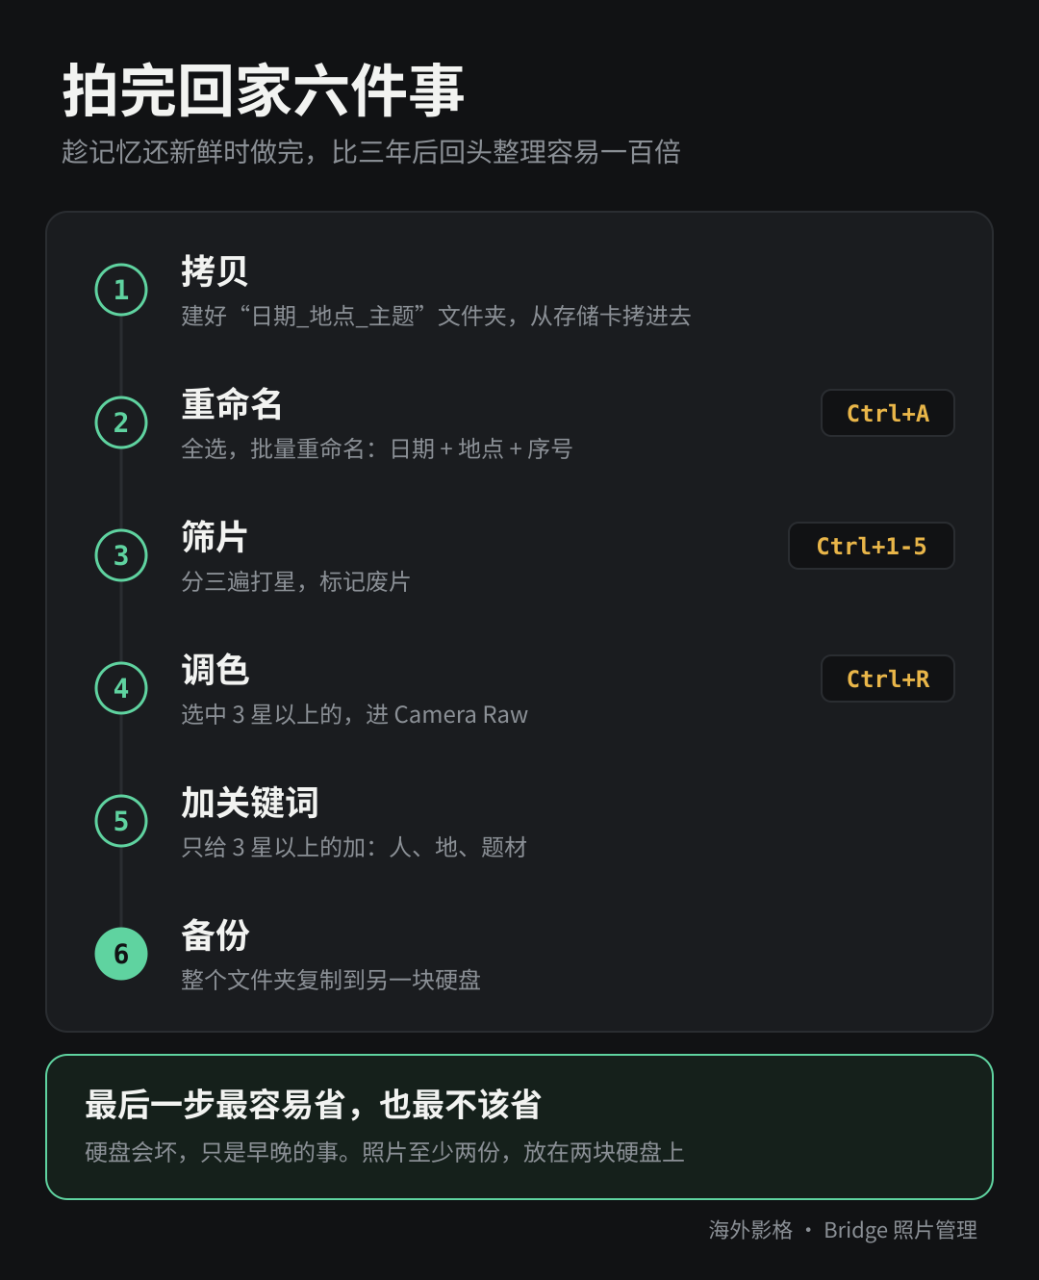 拍完回家六件事
趁记忆还新鲜时做完，比三年后回头整理容易一百倍
1
拷贝
建好“日期_地点_主题”文件夹，从存储卡拷进去
2
重命名
Ctrl+A
全选，批量重命名：日期 + 地点 + 序号
3
筛片
Ctrl+1-5
分三遍打星，标记废片
4
调色
Ctrl+R
选中 3 星以上的，进 Camera Raw
5
加关键词
只给 3 星以上的加：人、地、题材
6
备份
整个文件夹复制到另一块硬盘
最后一步最容易省，也最不该省
硬盘会坏，只是早晚的事。照片至少两份，放在两块硬盘上
海外影格 · Bridge 照片管理